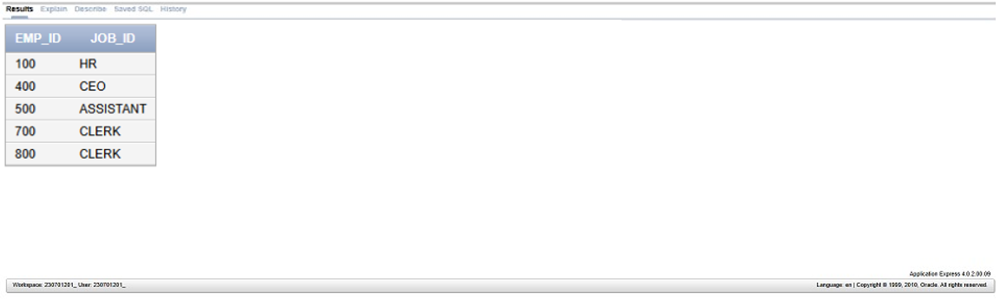 Results Explain Describe Saved SQL History
EMP_ID JOB_ID
100 HR
400 CEO
500 ASSISTANT
700 CLERK
800 CLERK
Application Express 4.0.2.00.09
Workspace: 230701201_ User: 230701201_ Language: en | Copyright © 1999, 2010, Oracle. All rights reserved.